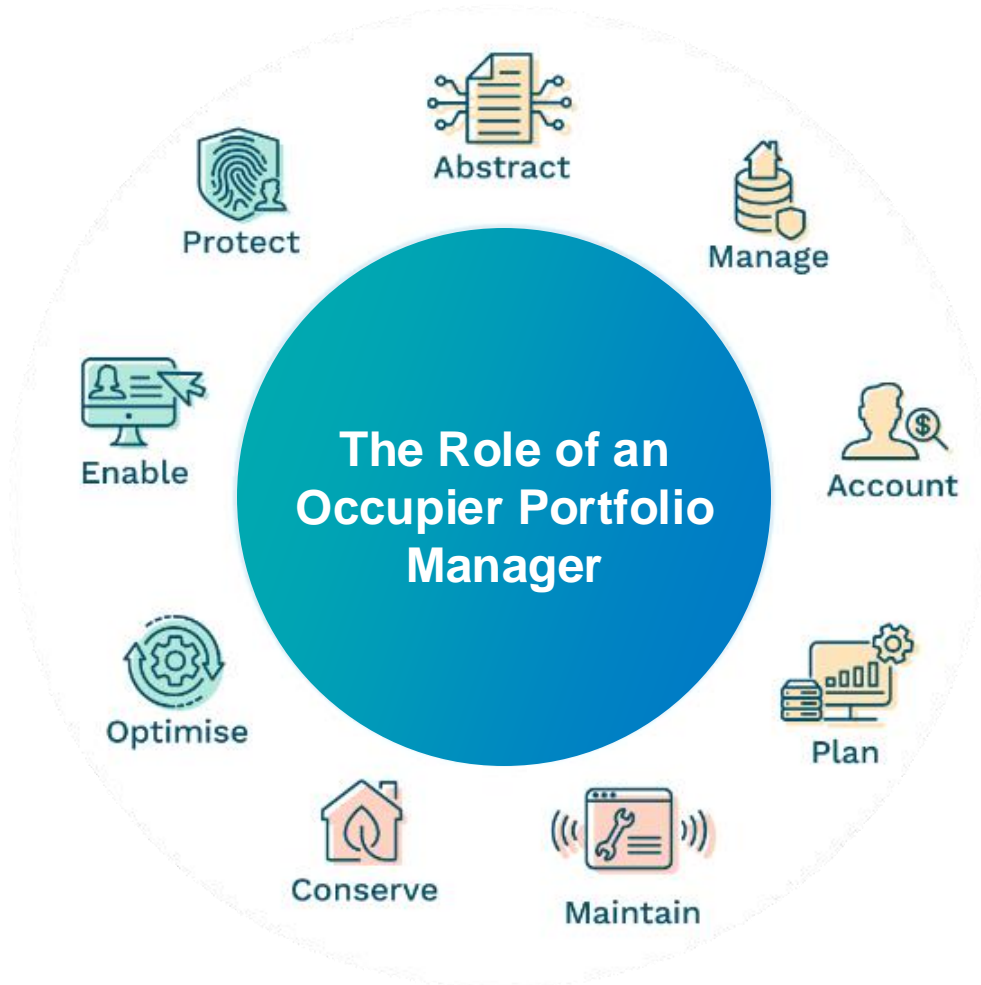 Abstract
Manage
Account
Plan
Maintain
Conserve
Optimise
Enable
Protect
The Role of an
Occupier Portfolio
Manager
$